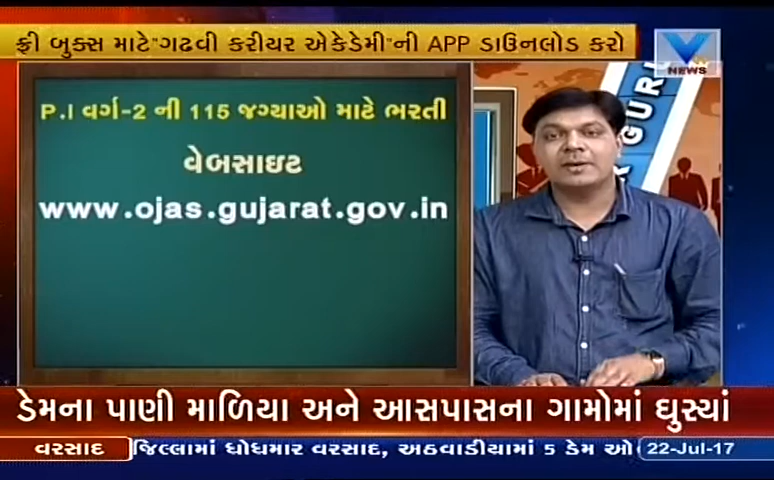 ફ્રી બુક્સ માટે"ગઢવી કરીયર એકેડેમી"ની APP ડાઉનલોડ કરો
V
NEWS
P.I વર્ગ-2 ની 115 જગ્યાઓ માટે ભરતી
વેબસાઇટ
www.ojas.gujarat.gov.in
GURU
ડેમના પાણી માળિયા અને આસપાસના ગામોમાં ઘુસ્યાં
વરસાદ જિલ્લામાં ધોધમાર વરસાદ, અઠવાડીયામાં 5 ડેમ ઓ 22-Jul-17